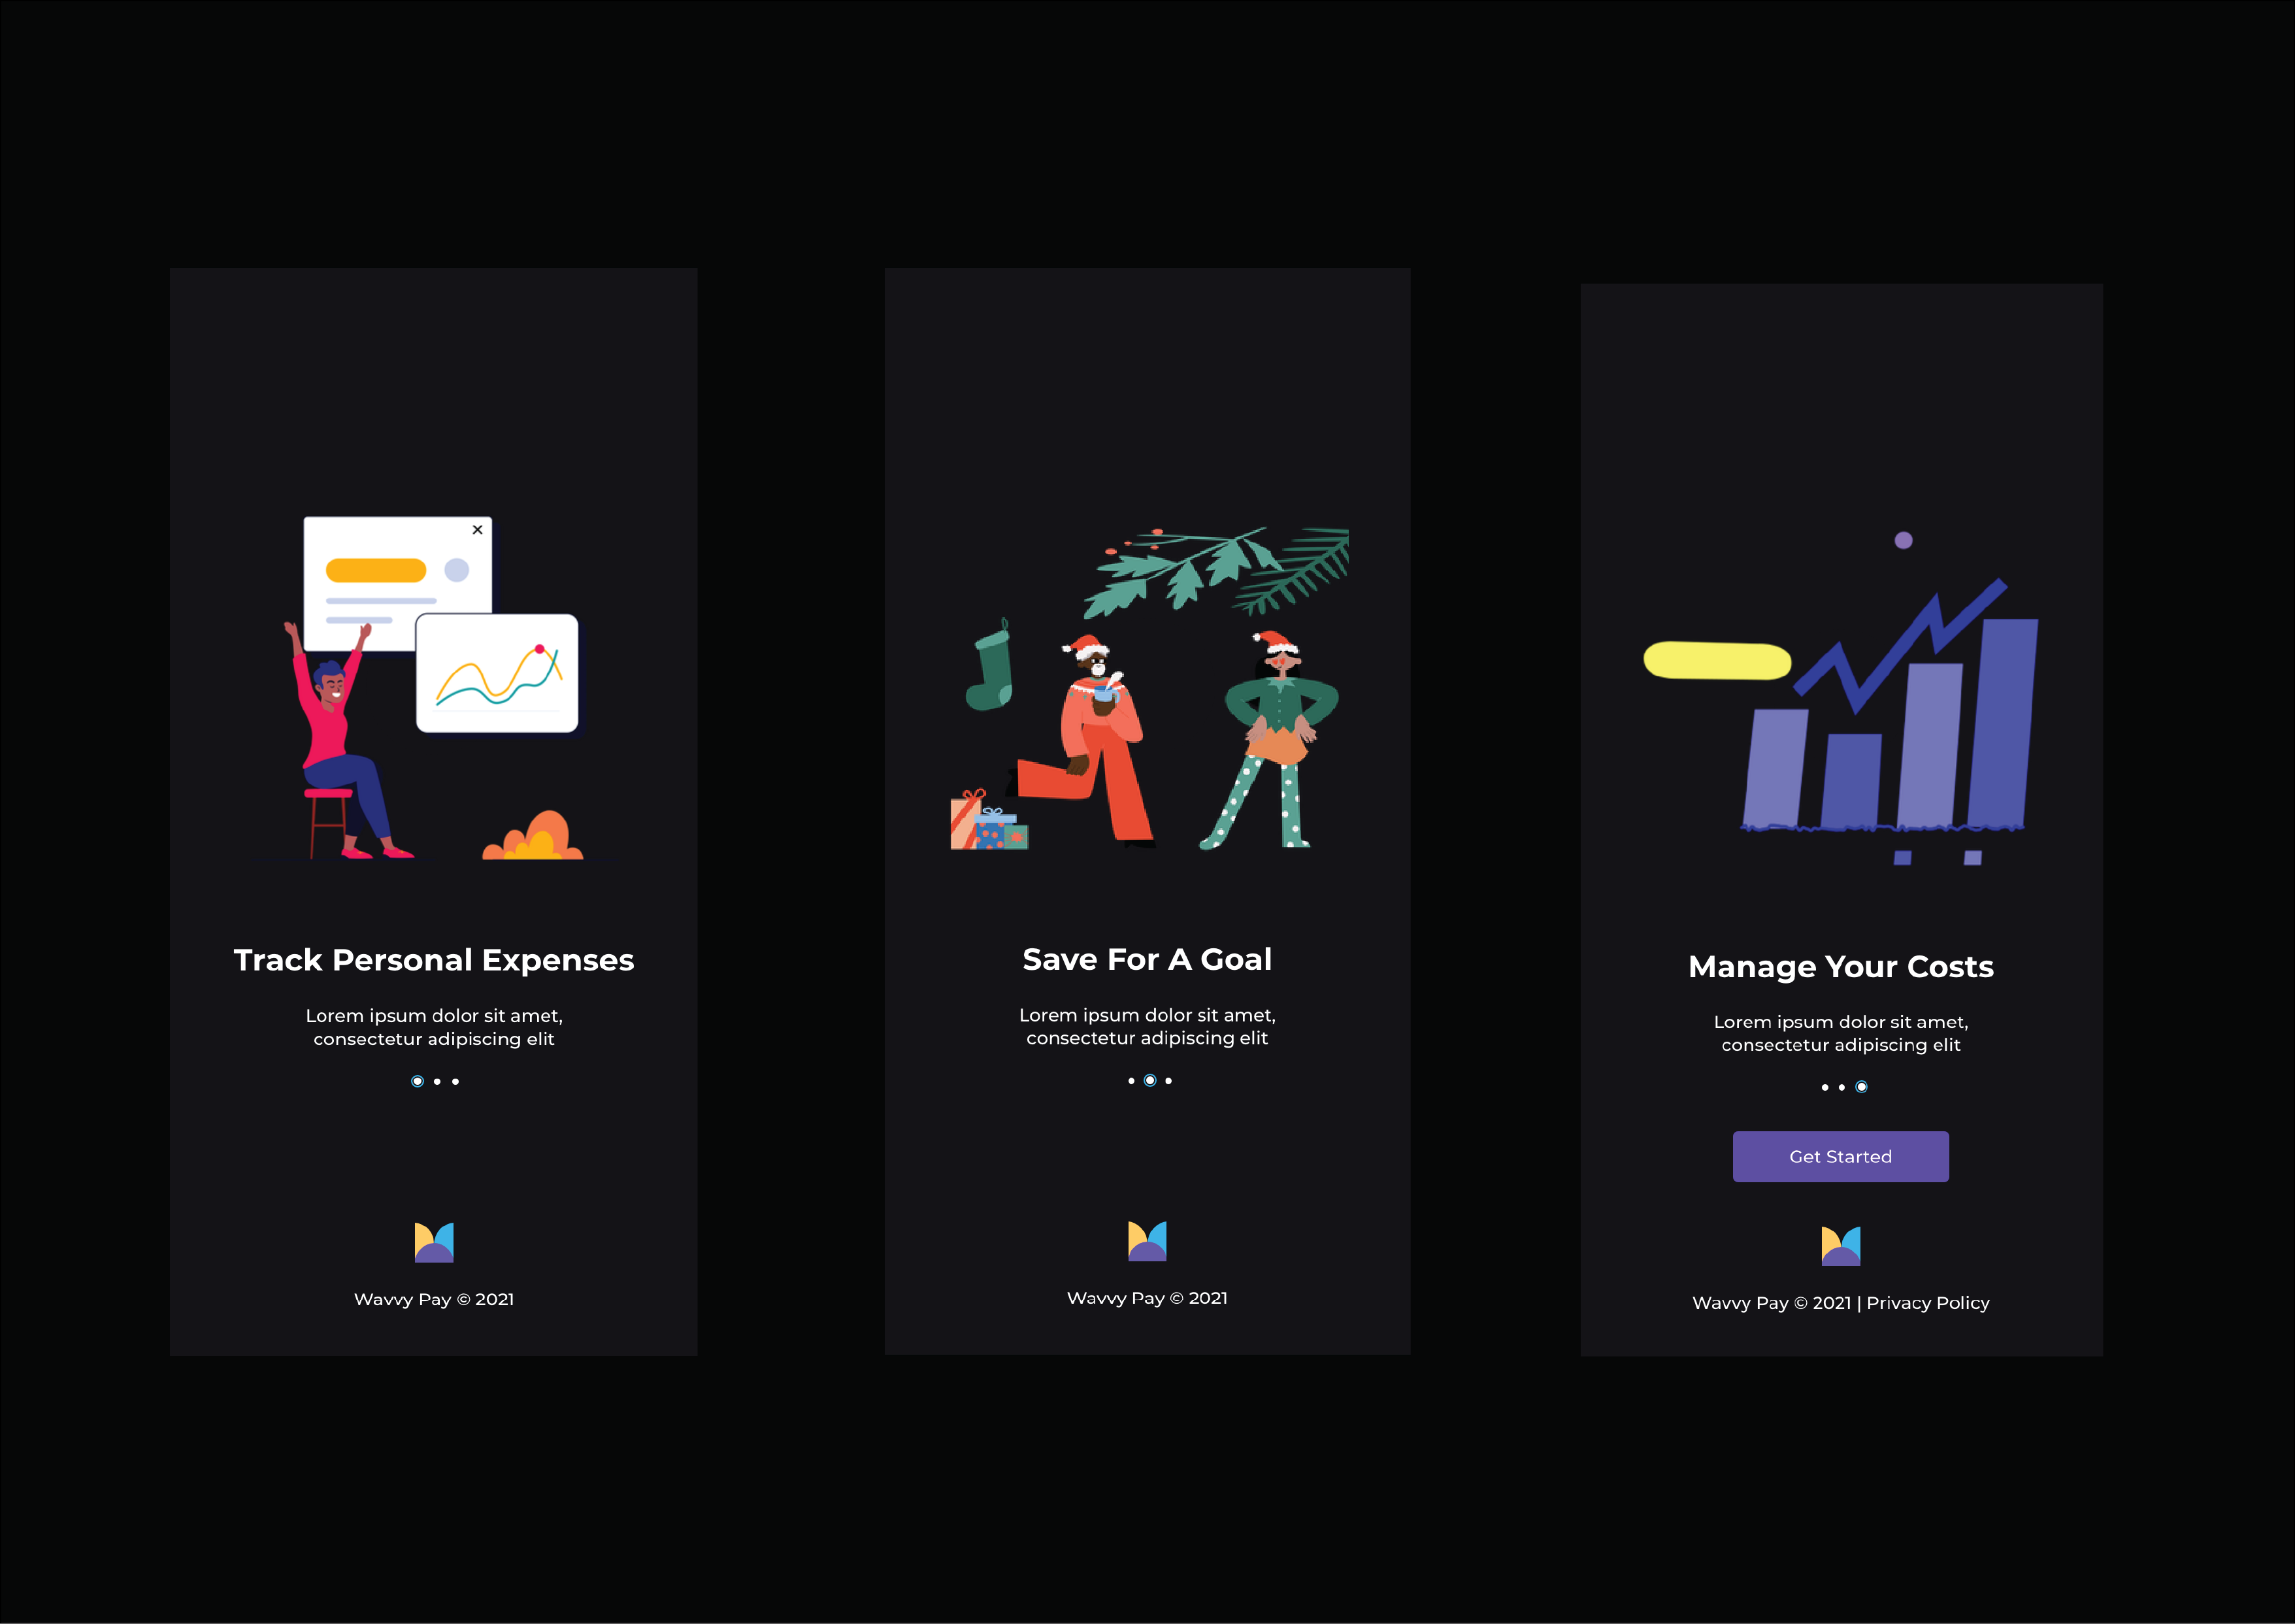 Track Personal Expenses
Lorem ipsum dolor sit amet,
consectetur adipiscing elit
Wavvy Pay © 2021
Save For A Goal
Lorem ipsum dolor sit amet,
consectetur adipiscing elit
Wavvy Pay © 2021
Manage Your Costs
Lorem ipsum dolor sit amet,
consectetur adipiscing elit
Get Started
Wavvy Pay © 2021 | Privacy Policy